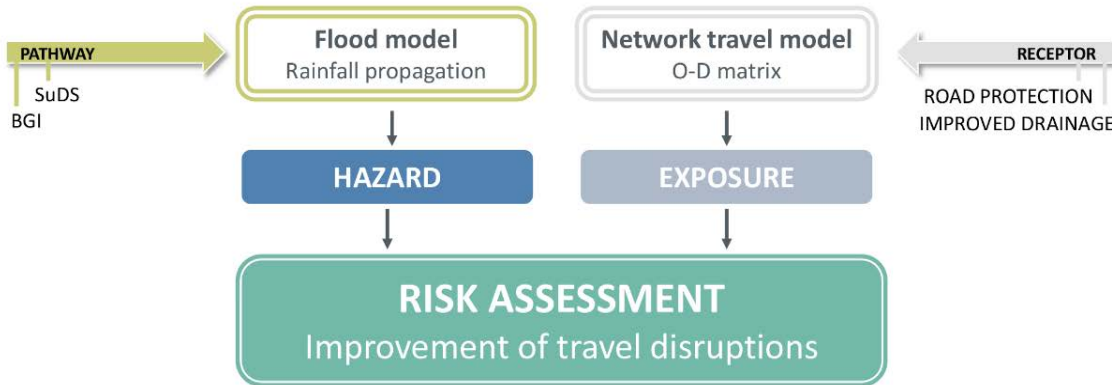 PATHWAY
SuDS
BGI
Flood model
Rainfall propagation
Network travel model
O-D matrix
RECEPTOR
ROAD PROTECTION
IMPROVED DRAINAGE
HAZARD
EXPOSURE
RISK ASSESSMENT
Improvement of travel disruptions